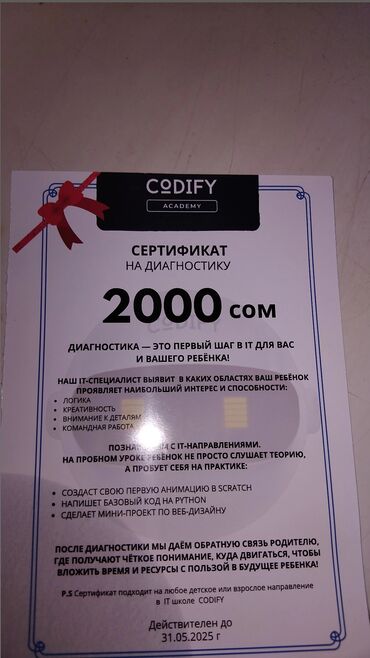 CODIFY
ACADEMY
СЕРТИФИКАТ
НА ДИАГНОСТИКУ
2000 сом
CODIFY
ДИАГНОСТИКА — ЭТО ПЕРВЫЙ ШАГ В IT ДЛЯ ВАС
И ВАШЕГО РЕБЁНКА!
НАШ IT-СПЕЦИАЛИСТ ВЫЯВИТ В КАКИХ ОБЛАСТЯХ ВАШ РЕБЁНОК
ПРОЯВЛЯЕТ НАИБОЛЬШИЙ ИНТЕРЕС И СПОСОБНОСТИ:
• ЛОГИКА
• КРЕАТИВНОСТЬ
• ВНИМАНИЕ К ДЕТАЛЯМ
• КОМАНДНАЯ РАБОТА
С IT-НАПРАВЛЕНИЯМИ.
НА ПРОБНОМ УРОКЕ РЕБЁНОК НЕ ПРОСТО СЛУШАЕТ ТЕОРИЮ,
А ПРОБУЕТ СЕБЯ НА ПРАКТИКЕ:
• СОЗДАСТ СВОЮ ПЕРВУЮ АНИМАЦИЮ В SCRATCH
• НАПИШЕТ БАЗОВЫЙ КОД НА PYTHON
• СДЕЛАЕТ МИНИ-ПРОЕКТ ПО ВЕБ-ДИЗАЙНУ
ПОСЛЕ ДИАГНОСТИКИ МЫ ДАЁМ ОБРАТНУЮ СВЯЗЬ РОДИТЕЛЮ,
ГДЕ ПОЛУЧАЮТ ЧЁТКОЕ ПОНИМАНИЕ, КУДА ДВИГАТЬСЯ, ЧТОБЫ
ВЛОЖИТЬ ВРЕМЯ И РЕСУРСЫ С ПОЛЬЗОЙ В БУДУЩЕЕ РЕБЕНКА!
P.S Сертификат подходит на любое детское или взрослое направление
в IT школе CODIFY
Действителен до
31.05.2025 г